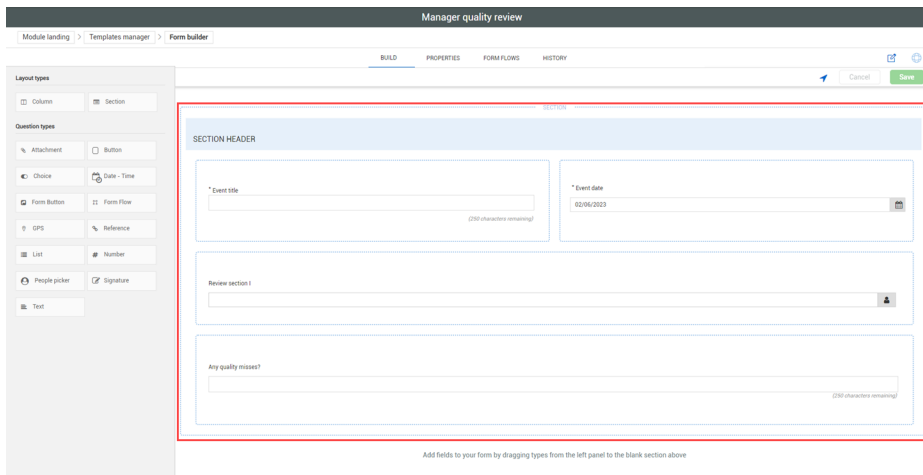 Manager quality review
Module landing > Templates manager > Form builder
BUILD PROPERTIES FORM FLOWS HISTORY
Cancel Save
Layout types
Column Section
Question types
Attachment Button
Choice Date - Time
Form Button Form Flow
GPS Reference
List # Number
People picker Signature
Text
SECTION
SECTION HEADER
* Event title
(250 characters remaining)
* Event date
02/06/2023
Review section I
Any quality misses?
(250 characters remaining)
Add fields to your form by dragging types from the left panel to the blank section above